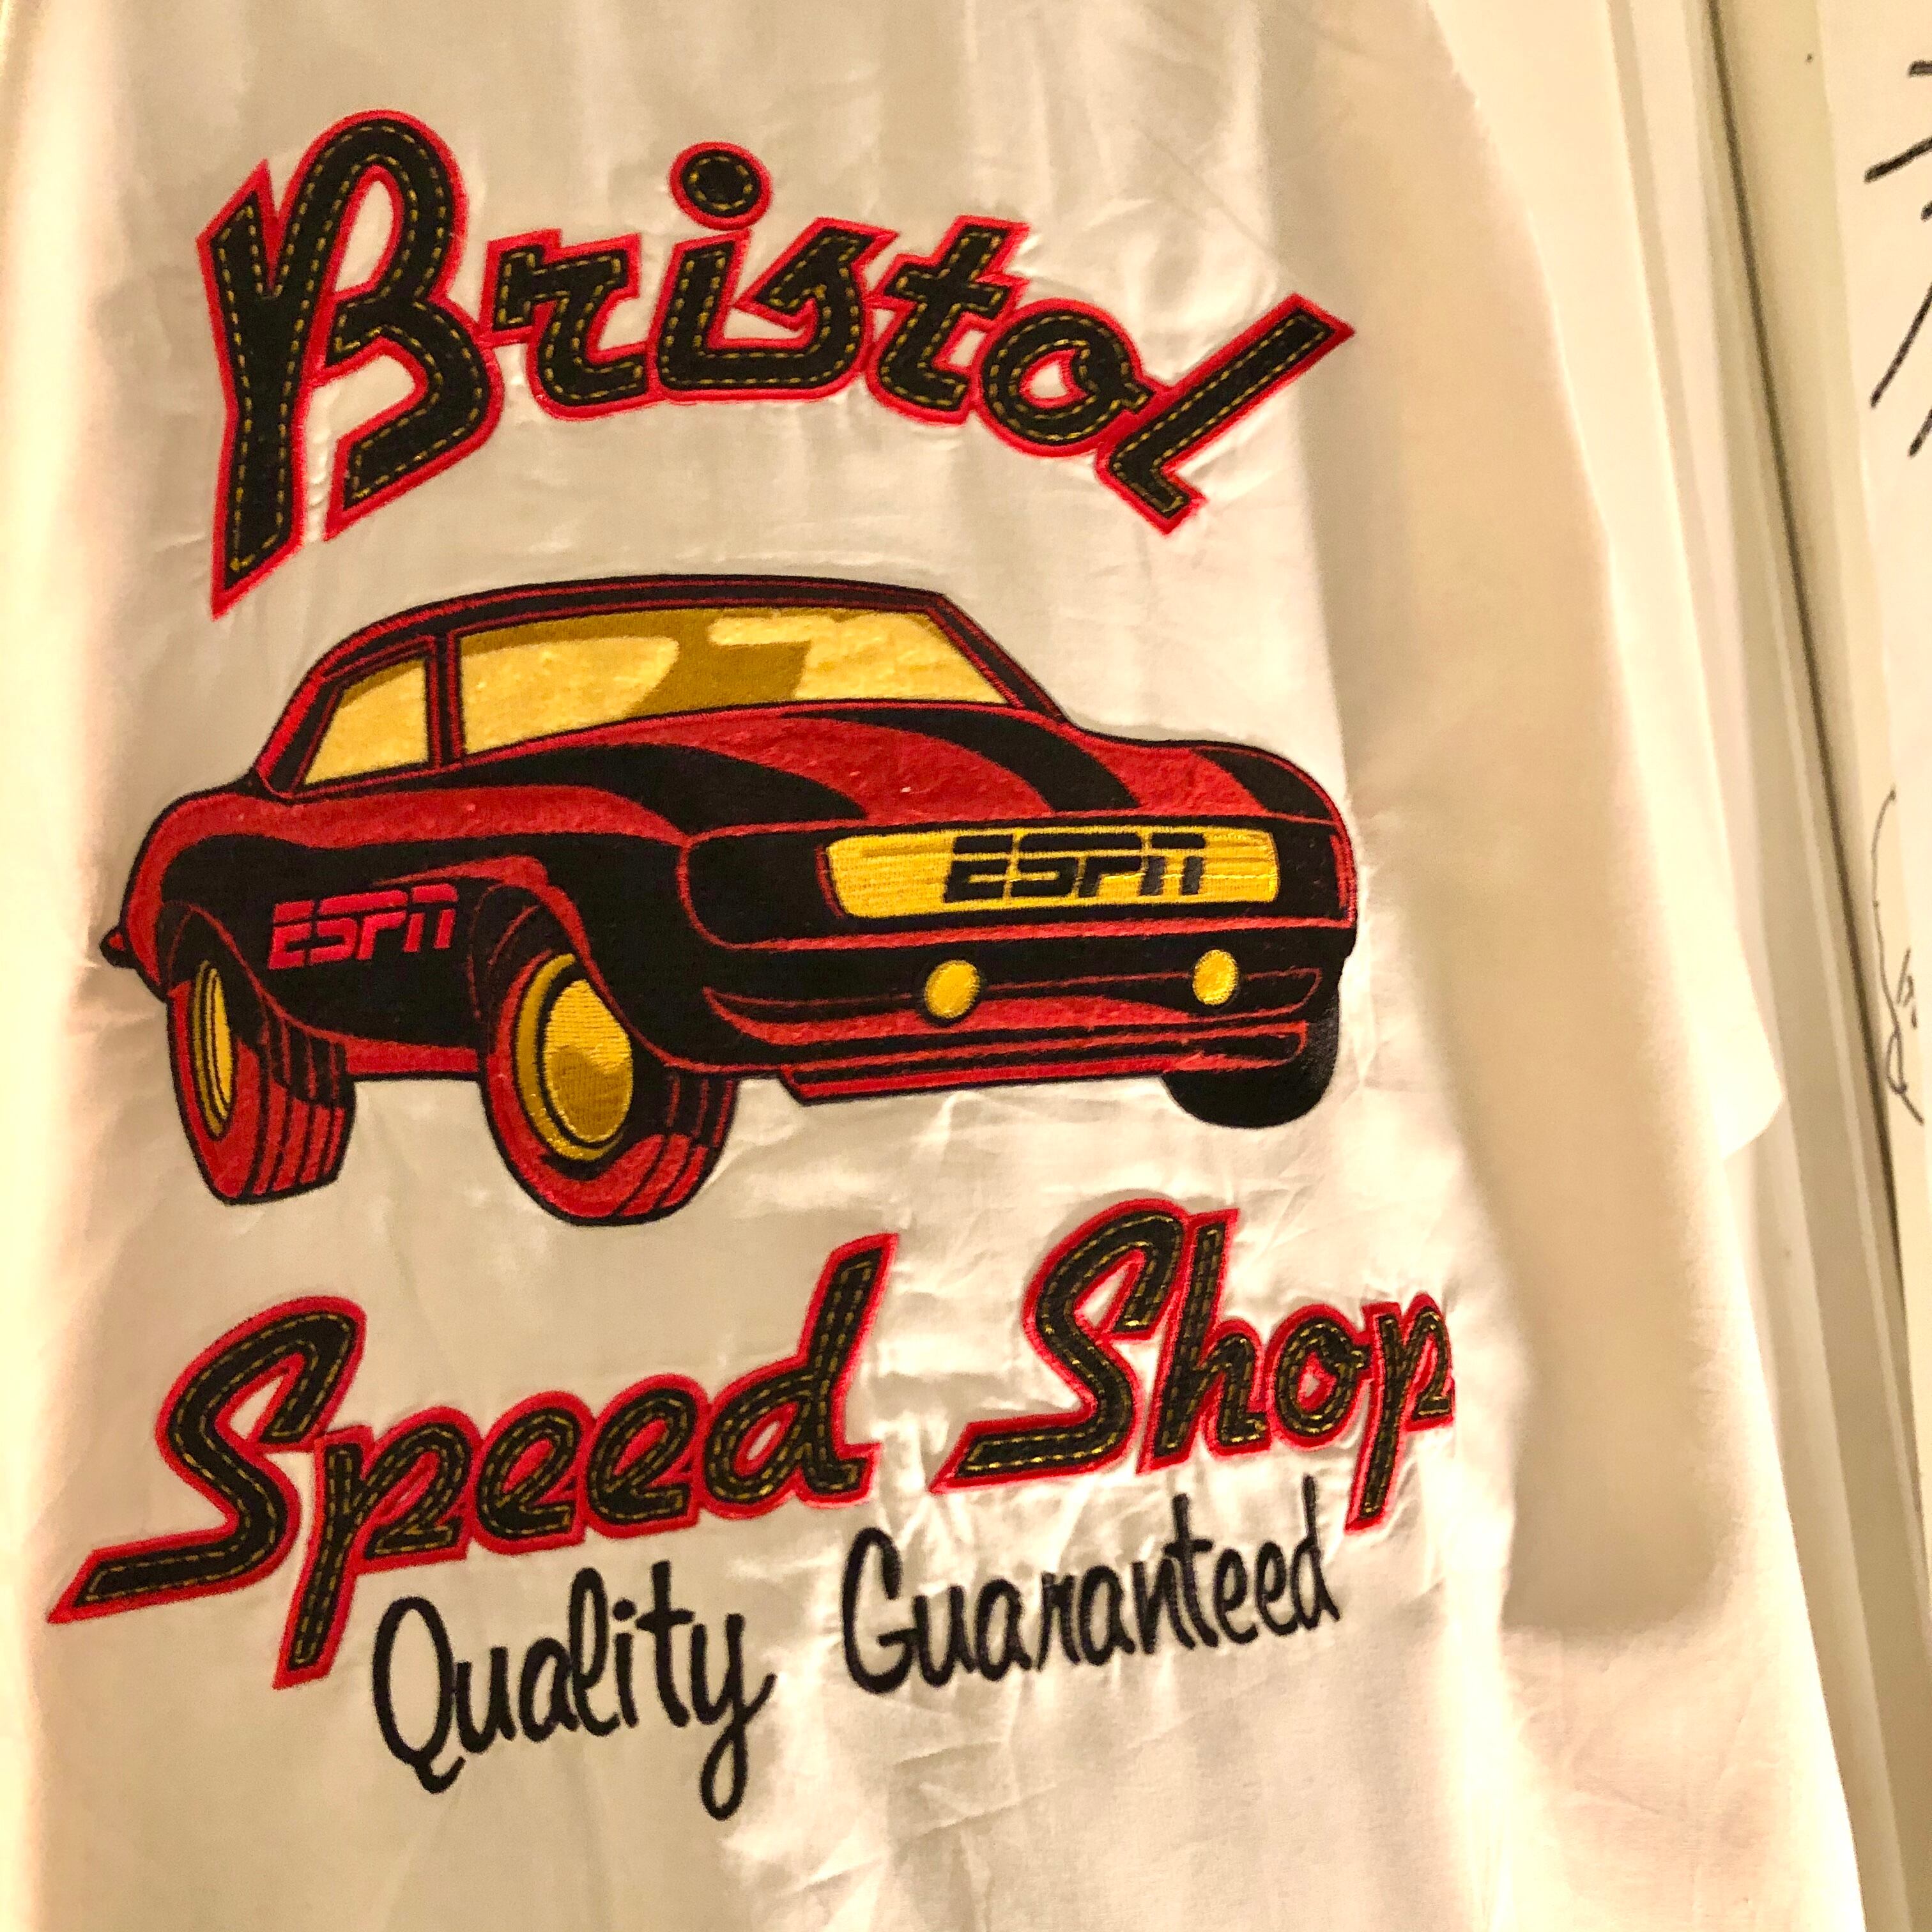 Bristol
ESPN
ESPN
Speed Shop
Quality Guaranteed